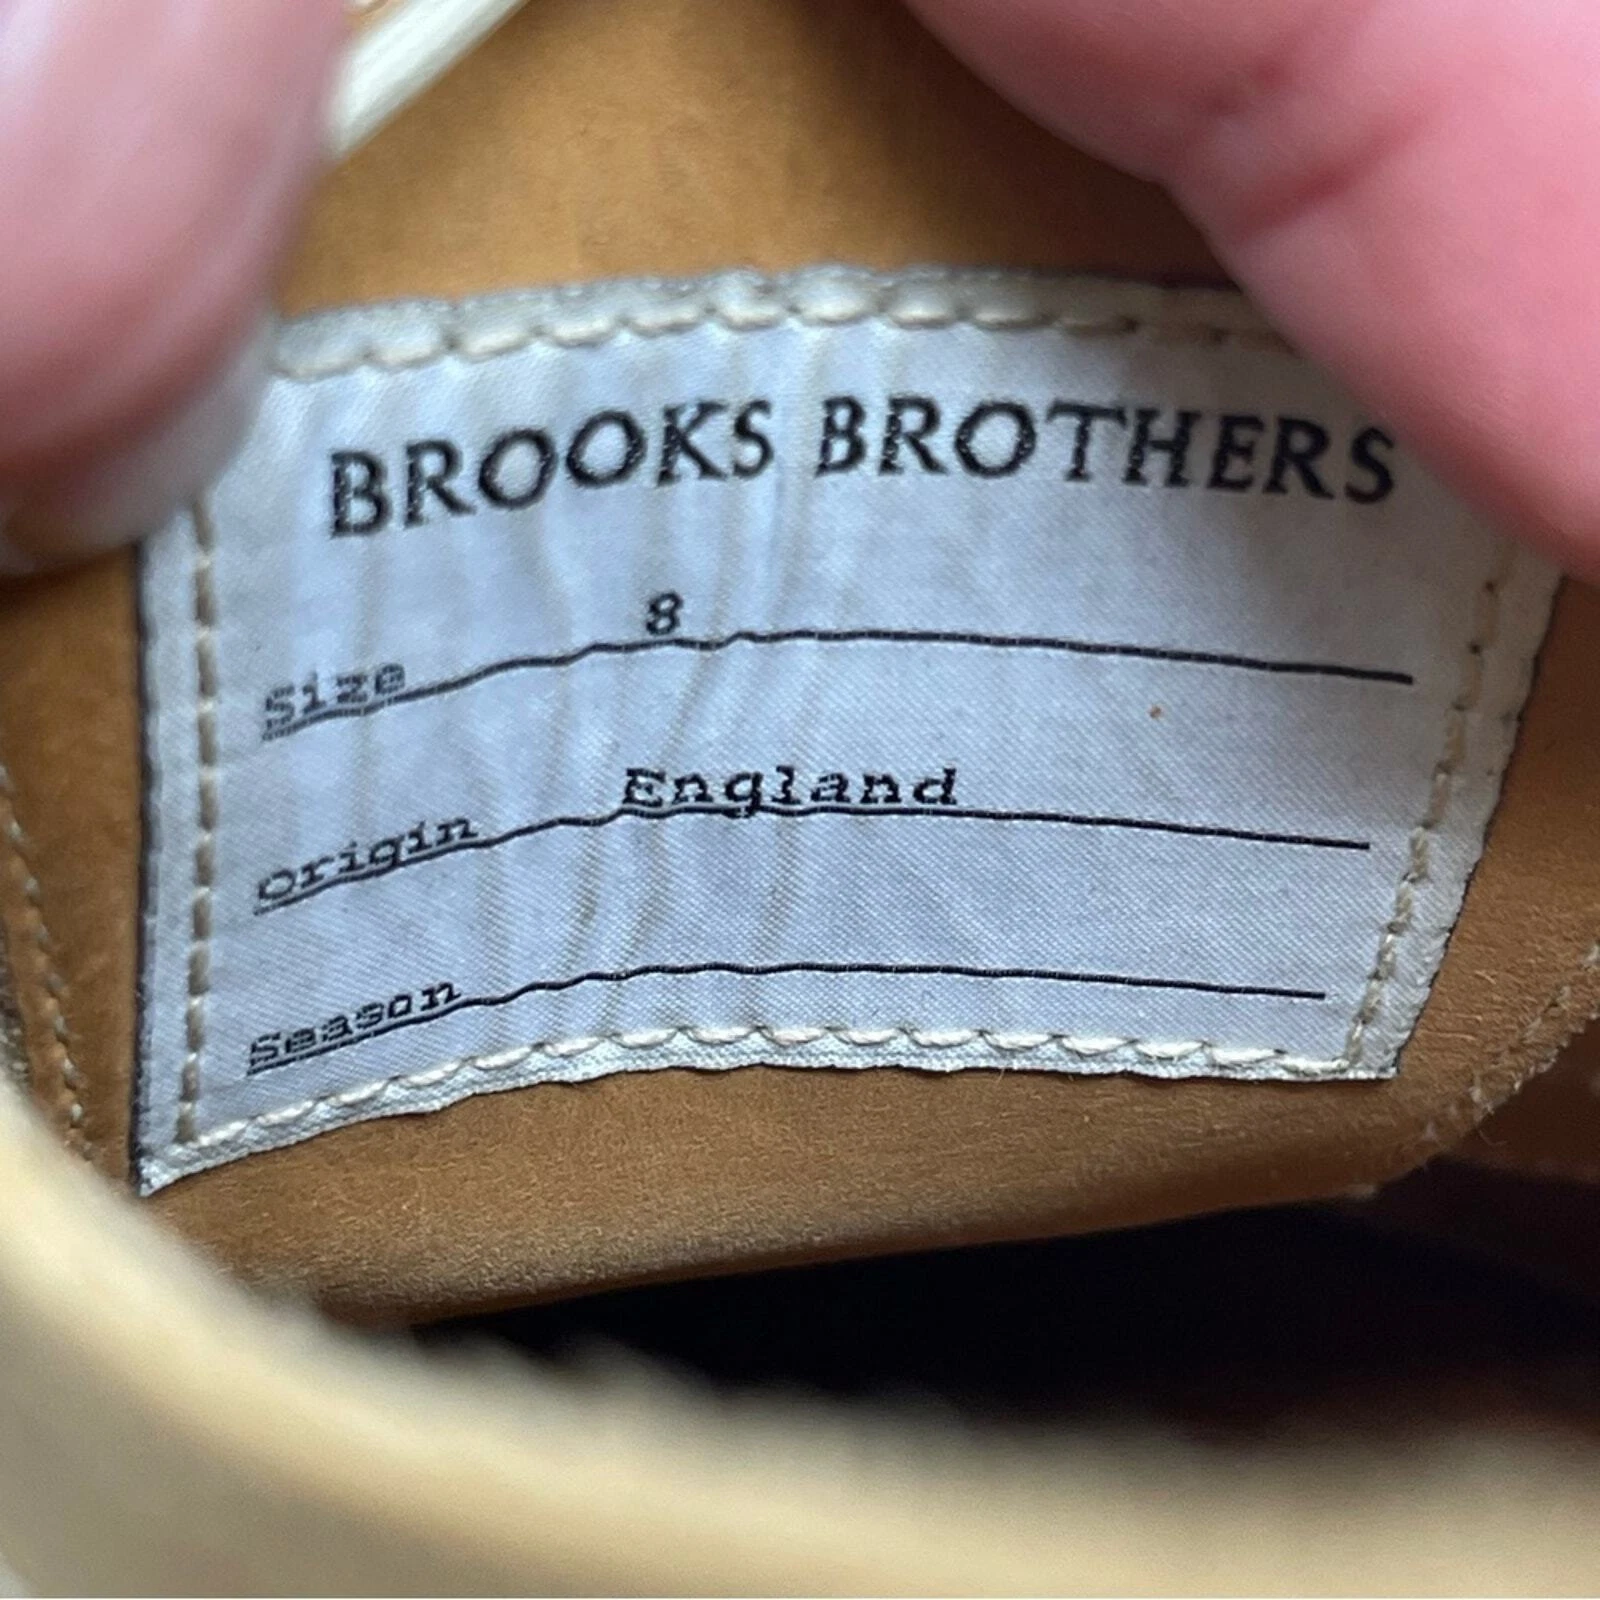 BROOKS BROTHERS
Size 8
Origin England
Season